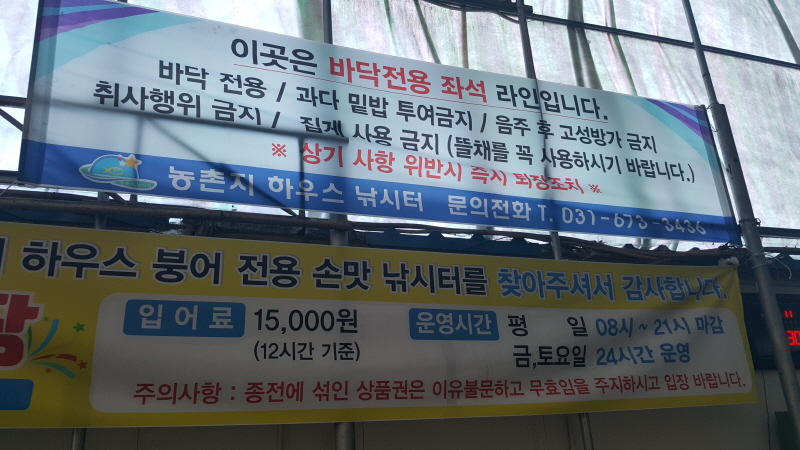 이곳은 바닥전용 좌석 라인입니다.
바닥 전용 / 과다 밑밥 투여금지 / 음주 후 고성방가 금지
취사행위 금지 / 집게 사용 금지 (뜰채를 꼭 사용하시기 바랍니다.)
※ 상기 사항 위반시 즉시 퇴장조치 ※
농촌지 하우스 낚시터 문의전화 T. 031-673-3436
하우스 붕어 전용 손맛 낚시터를 찾아주셔서 감사합니다.
입어료 15,000원 운영시간 평 일 08시~21시 마감
(12시간 기준) 금,토요일 24시간 운영
주의사항 : 종전에 섞인 상품권은 이유불문하고 무효임을 주지하시고 입장 바랍니다.